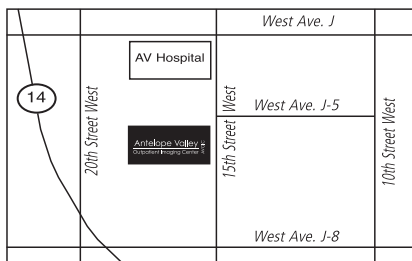 West Ave. J
AV Hospital
14
20th Street West
15th Street West
West Ave. J-5
10th Street West
Antelope Valley
Outpatient Imaging Center
West Ave. J-8